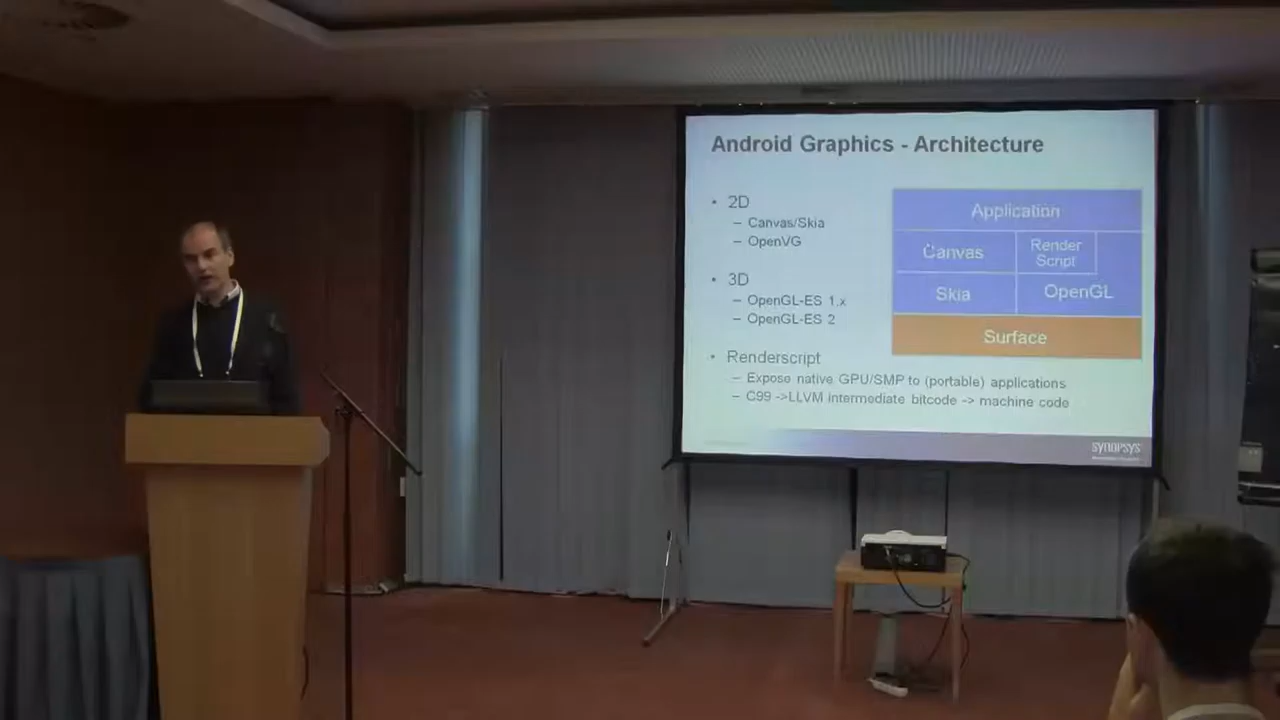 Android Graphics - Architecture
• 2D
– Canvas/Skia
– OpenVG
• 3D
– OpenGL-ES 1.x
– OpenGL-ES 2
• Renderscript
– Expose native GPU/SMP to (portable) applications
– C99 ->LLVM intermediate bitcode -> machine code
Application
Canvas
Render
Script
Skia
OpenGL
Surface
SYNOPSYS